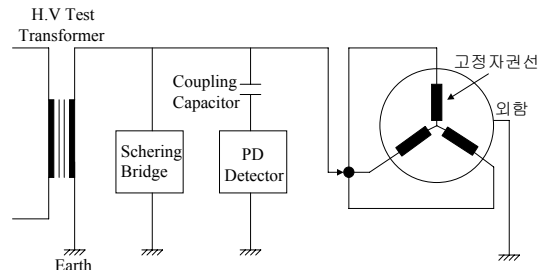 H.V Test
Transformer
Coupling
Capacitor
Schering
Bridge
PD
Detector
고정자권선
외함
Earth